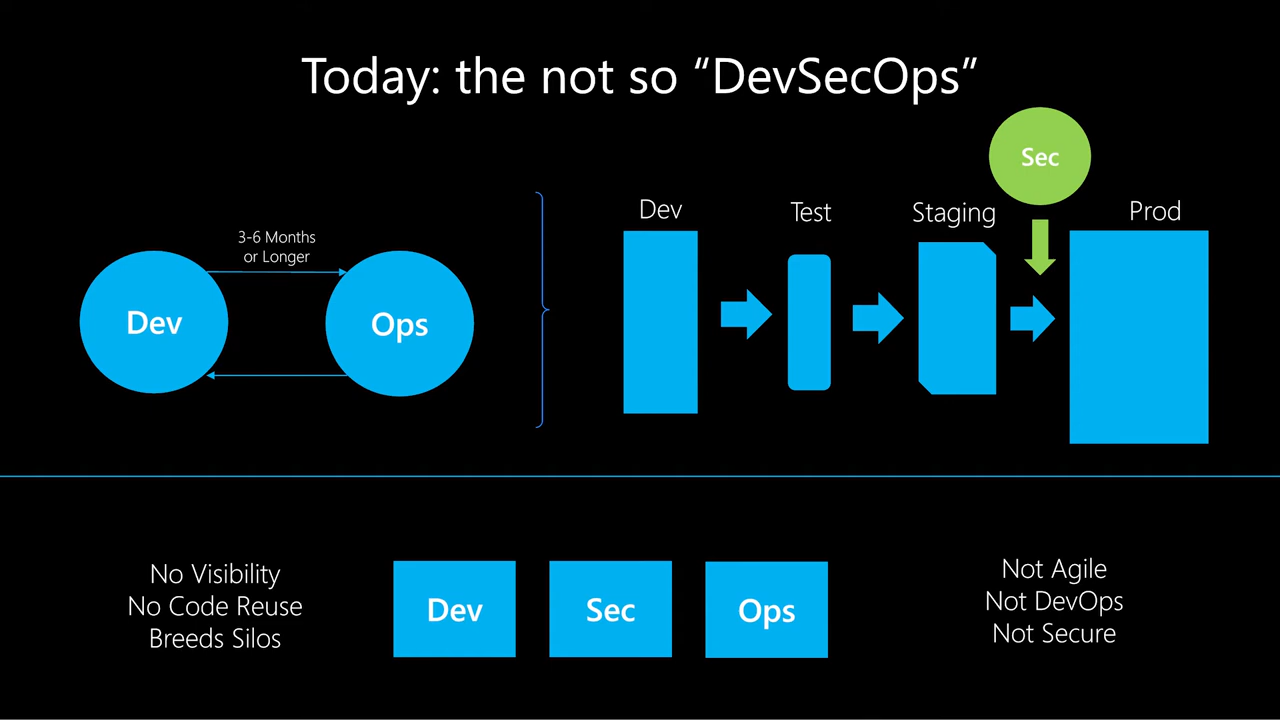 Today: the not so “DevSecOps”
Sec
Dev
Test
Staging
Prod
3-6 Months
or Longer
Dev
Ops
No Visibility
No Code Reuse
Breeds Silos
Dev
Sec
Ops
Not Agile
Not DevOps
Not Secure